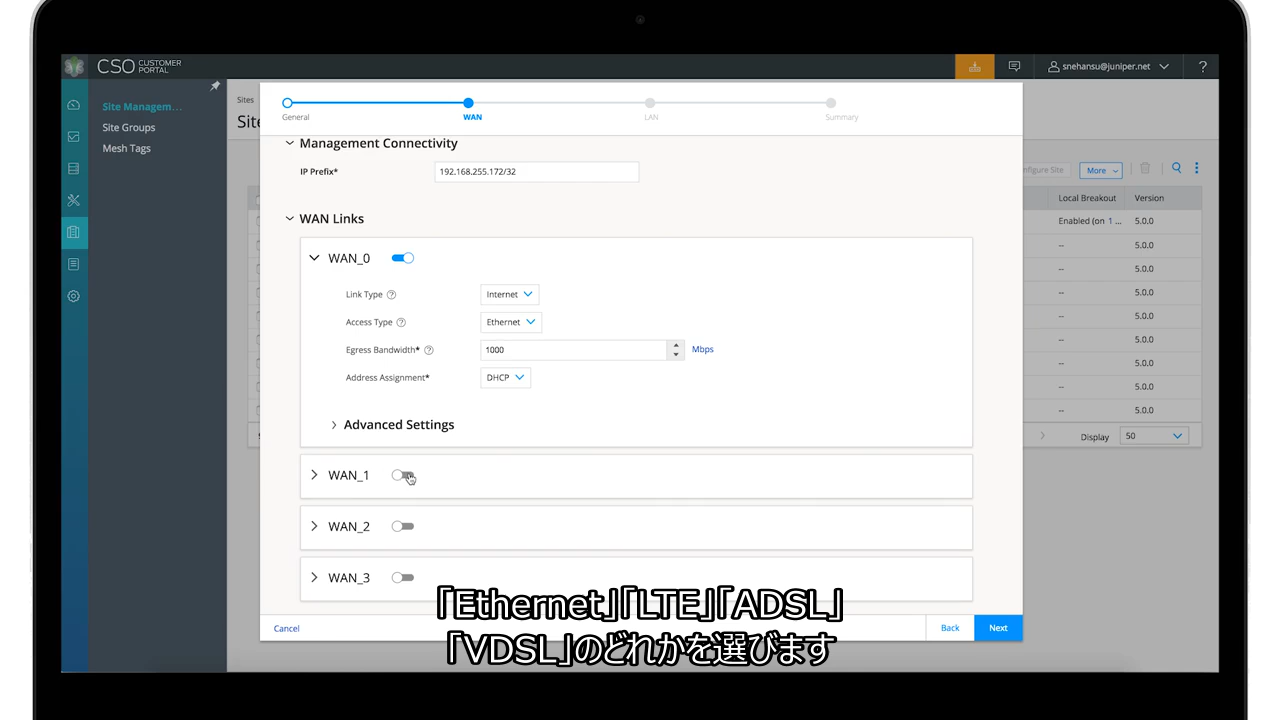 CSO CUSTOMER PORTAL
snehansu@juniper.net
?
Site Managem...
Site Groups
Mesh Tags
Sites
General
WAN
LAN
Summary
Management Connectivity
IP Prefix* 192.168.255.172/32
WAN Links
WAN_0
Link Type ? Internet
Access Type ? Ethernet
Egress Bandwidth* ? 1000 Mbps
Address Assignment* DHCP
Advanced Settings
WAN_1
WAN_2
WAN_3
Cancel
Back
Next
More
Local Breakout Version
Enabled (on 1 ... 5.0.0
-- 5.0.0
-- 5.0.0
-- 5.0.0
-- 5.0.0
-- 5.0.0
-- 5.0.0
-- 5.0.0
-- 5.0.0
Display 50
「Ethernet」「LTE」「ADSL」
「VDSL」のどれかを選びます